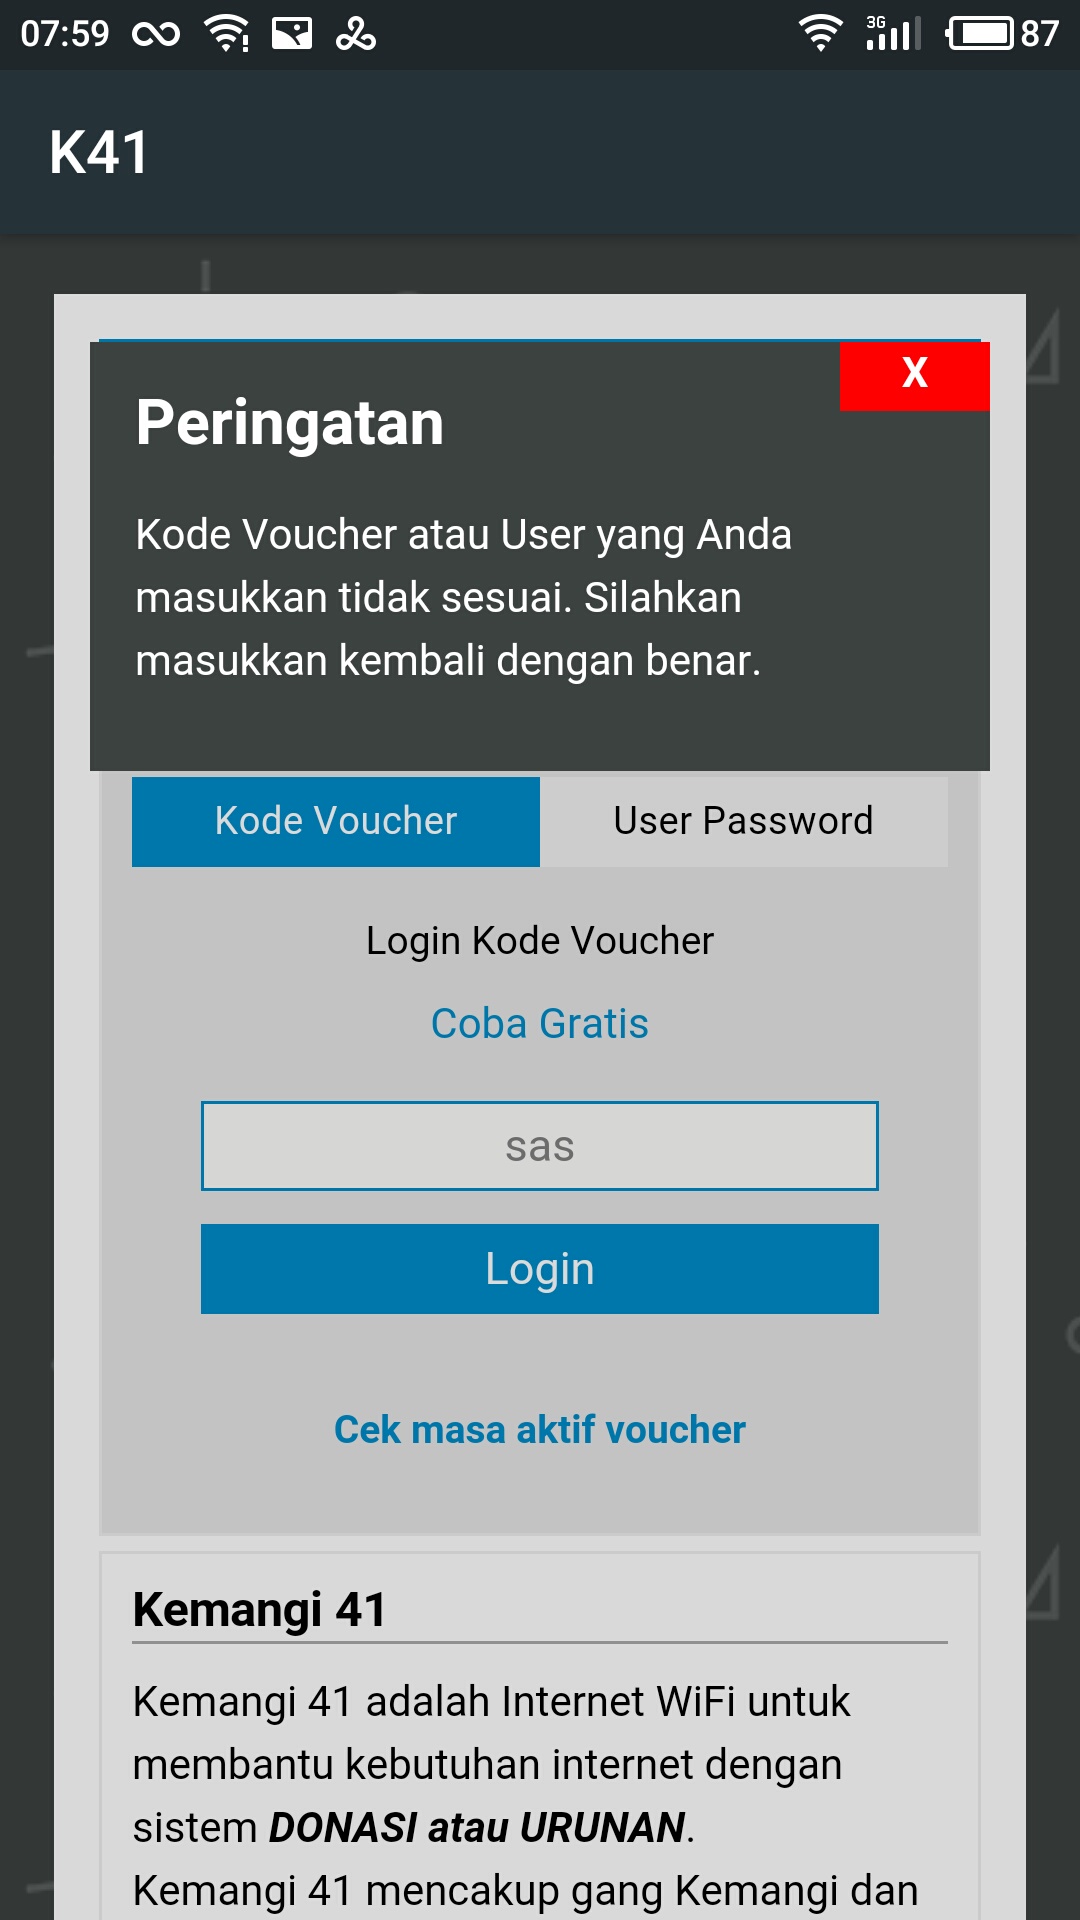 07:59
3G
87
K41
X
Peringatan
Kode Voucher atau User yang Anda
masukkan tidak sesuai. Silahkan
masukkan kembali dengan benar.
Kode Voucher
User Password
Login Kode Voucher
Coba Gratis
sas
Login
Cek masa aktif voucher
Kemangi 41
Kemangi 41 adalah Internet WiFi untuk
membantu kebutuhan internet dengan
sistem DONASI atau URUNAN.
Kemangi 41 mencakup gang Kemangi dan